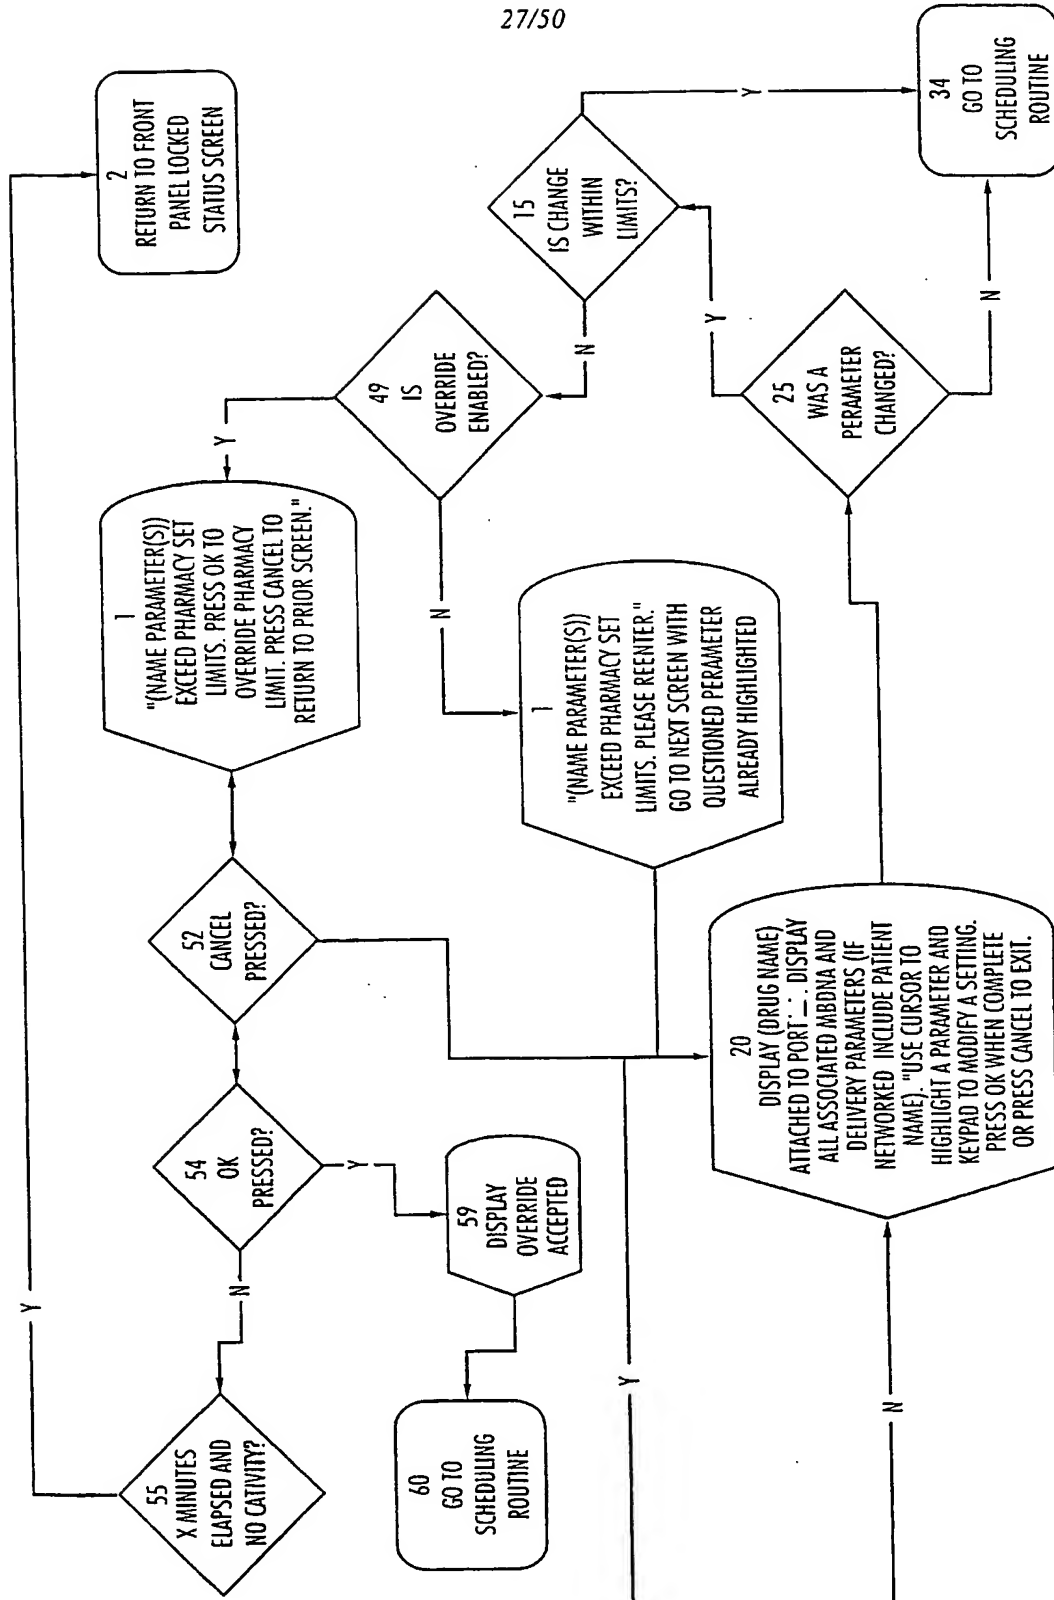 27/50
2
RETURN TO FRONT
PANEL LOCKED
STATUS SCREEN
Y
34
GO TO
SCHEDULING
ROUTINE
Y
15
IS CHANGE
WITHIN
LIMITS?
N
Y
N
49
IS
OVERRIDE
ENABLED?
25
WAS A
PERAMETER
CHANGED?
Y
N
1
"(NAME PARAMETER(S))
EXCEED PHARMACY SET
LIMITS. PRESS OK TO
OVERRIDE PHARMACY
LIMIT. PRESS CANCEL TO
RETURN TO PRIOR SCREEN."
1
"(NAME PARAMETER(S))
EXCEED PHARMACY SET
LIMITS. PLEASE REENTER."
GO TO NEXT SCREEN WITH
QUESTIONED PERAMETER
ALREADY HIGHLIGHTED
52
CANCEL
PRESSED?
54
OK
PRESSED?
Y
N
59
DISPLAY
OVERRIDE
ACCEPTED
20
DISPLAY (DRUG NAME)
ATTACHED TO PORT _. DISPLAY
ALL ASSOCIATED MBDNA AND
DELIVERY PARAMETERS (IF
NETWORKED INCLUDE PATIENT
NAME). "USE CURSOR TO
HIGHLIGHT A PARAMETER AND
KEYPAD TO MODIFY A SETTING.
PRESS OK WHEN COMPLETE
OR PRESS CANCEL TO EXIT.
55
X MINUTES
ELAPSED AND
NO CATIVITY?
Y
60
GO TO
SCHEDULING
ROUTINE
Y
N